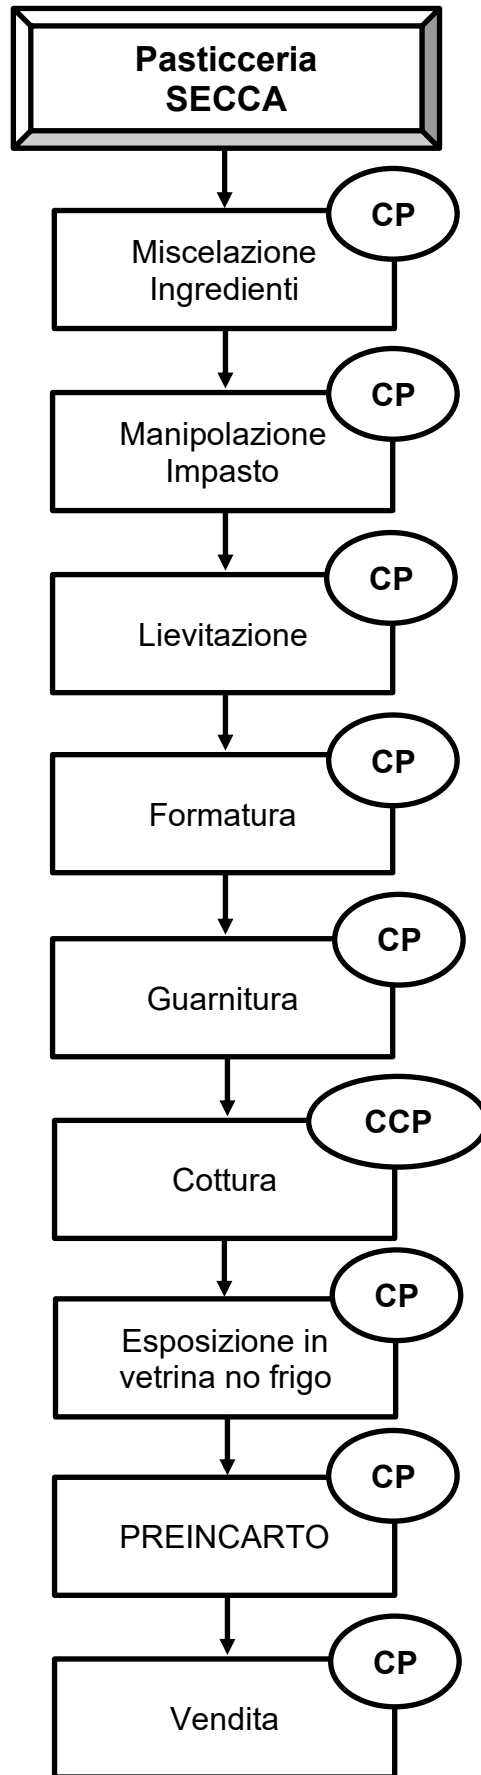 Pasticceria
SECCA
CP
Miscelazione
Ingredienti
CP
Manipolazione
Impasto
CP
Lievitazione
CP
Formatura
CP
Guarnitura
CCP
Cottura
CP
Esposizione in
vetrina no frigo
CP
PREINCARTO
CP
Vendita